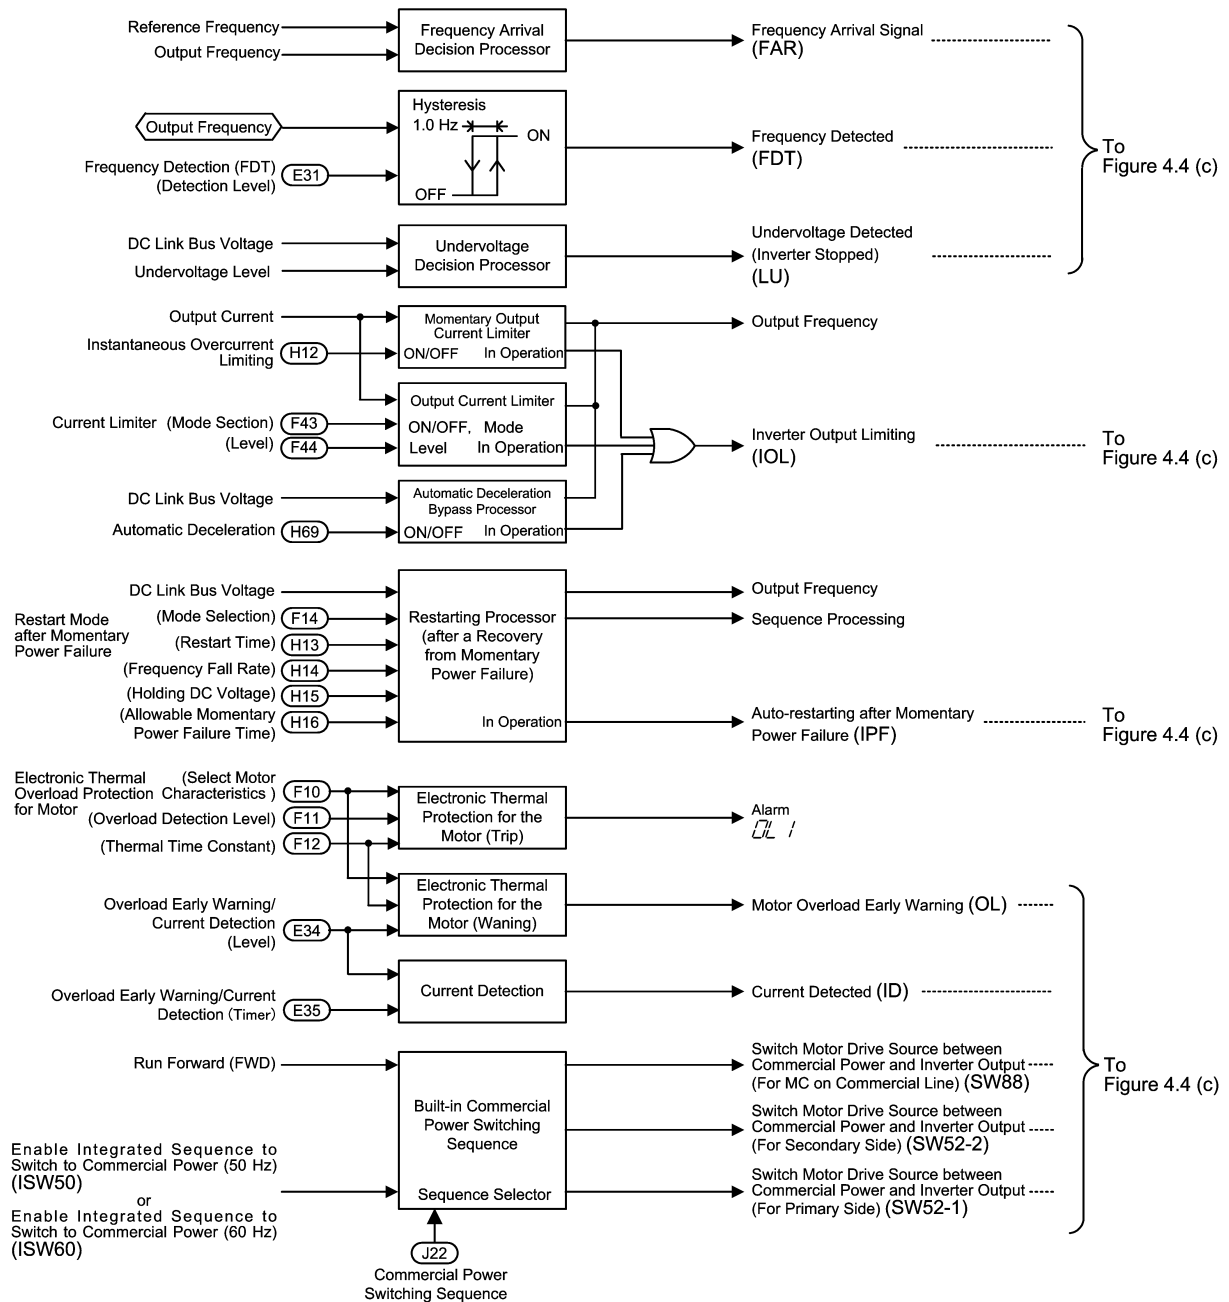 Reference Frequency
Output Frequency
Frequency Arrival
Decision Processor
Frequency Arrival Signal
(FAR)
Output Frequency
Frequency Detection (FDT)
(Detection Level)
E31
Hysteresis
1.0 Hz
ON
OFF
Frequency Detected
(FDT)
To
Figure 4.4 (c)
DC Link Bus Voltage
Undervoltage Level
Undervoltage
Decision Processor
Undervoltage Detected
(Inverter Stopped)
(LU)
Output Current
Instantaneous Overcurrent
Limiting
H12
Momentary Output
Current Limiter
ON/OFF In Operation
Output Frequency
Current Limiter (Mode Section)
(Level)
F43
F44
Output Current Limiter
ON/OFF, Mode
Level In Operation
Inverter Output Limiting
(IOL)
To
Figure 4.4 (c)
DC Link Bus Voltage
Automatic Deceleration
H69
Automatic Deceleration
Bypass Processor
ON/OFF In Operation
Restart Mode
after Momentary
Power Failure
DC Link Bus Voltage
(Mode Selection)
F14
(Restart Time)
H13
(Frequency Fall Rate)
H14
(Holding DC Voltage)
H15
(Allowable Momentary
Power Failure Time)
H16
Restarting Processor
(after a Recovery
from Momentary
Power Failure)
In Operation
Output Frequency
Sequence Processing
Auto-restarting after Momentary
Power Failure (IPF)
To
Figure 4.4 (c)
Electronic Thermal (Select Motor
Overload Protection Characteristics )
for Motor
F10
(Overload Detection Level)
F11
(Thermal Time Constant)
F12
Electronic Thermal
Protection for the
Motor (Trip)
Alarm
OL 1
Overload Early Warning/
Current Detection
(Level)
E34
Electronic Thermal
Protection for the
Motor (Waning)
Motor Overload Early Warning (OL)
Overload Early Warning/Current
Detection (Timer)
E35
Current Detection
Current Detected (ID)
Run Forward (FWD)
Enable Integrated Sequence to
Switch to Commercial Power (50 Hz)
(ISW50)
or
Enable Integrated Sequence to
Switch to Commercial Power (60 Hz)
(ISW60)
Built-in Commercial
Power Switching
Sequence
Sequence Selector
J22
Commercial Power
Switching Sequence
Switch Motor Drive Source between
Commercial Power and Inverter Output
(For MC on Commercial Line) (SW88)
Switch Motor Drive Source between
Commercial Power and Inverter Output
(For Secondary Side) (SW52-2)
Switch Motor Drive Source between
Commercial Power and Inverter Output
(For Primary Side) (SW52-1)
To
Figure 4.4 (c)